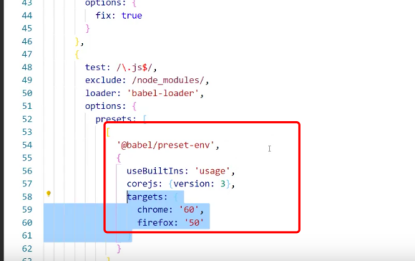 43 options: {
44 fix: true
45 }
46 },
47 {
48 test: /\.js$/,
49 exclude: /node_modules/,
50 loader: 'babel-loader',
51 options: {
52 presets: [
53 [
54 '@babel/preset-env',
55 {
56 useBuiltIns: 'usage',
57 corejs: {version: 3},
58 targets: {
59 chrome: '60',
60 firefox: '50'
61
62 }
63 ]